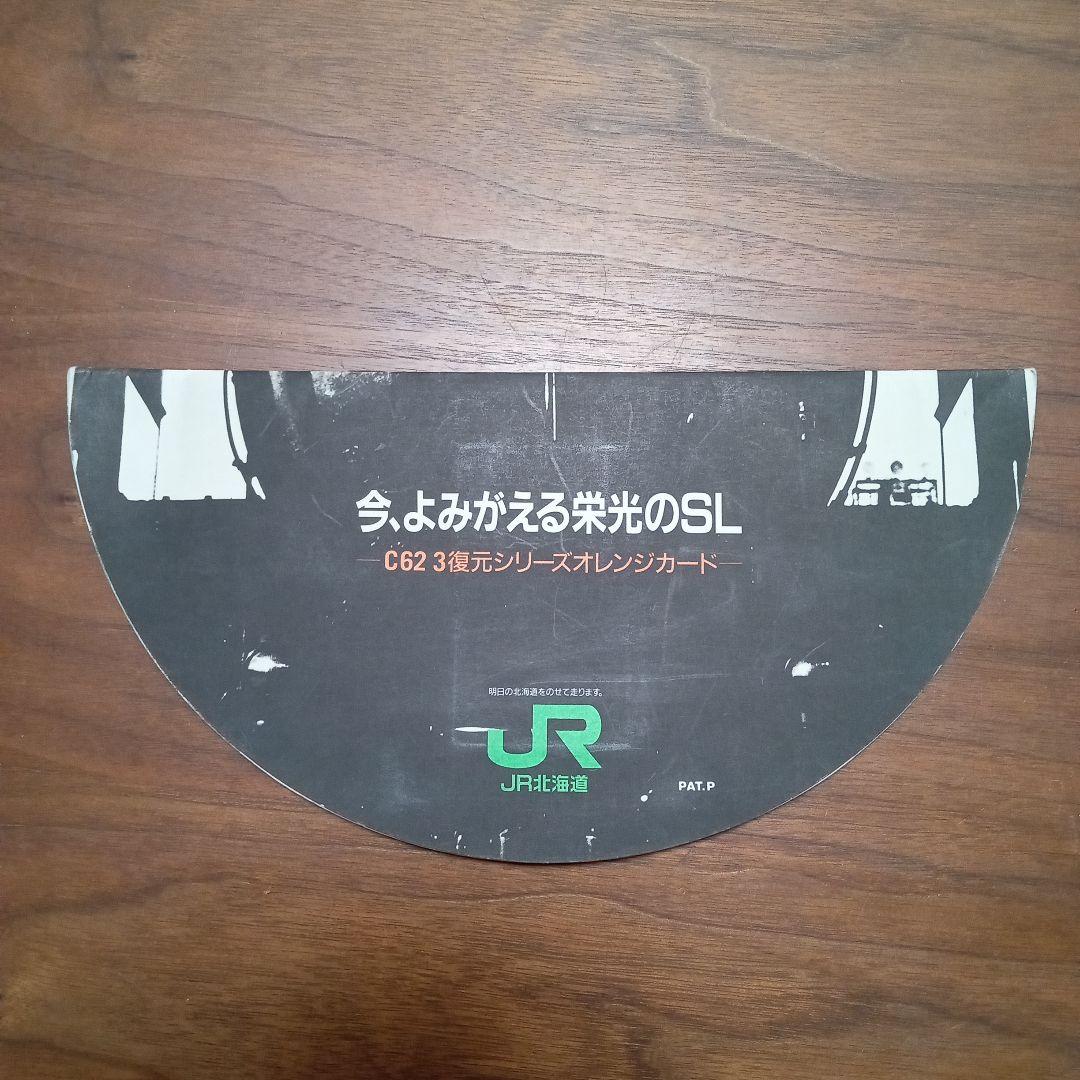 今、よみがえる栄光のSL
C62 3復元シリーズオレンジカード
明日の北海道をのせて走ります。
JR
JR北海道
PAT.P